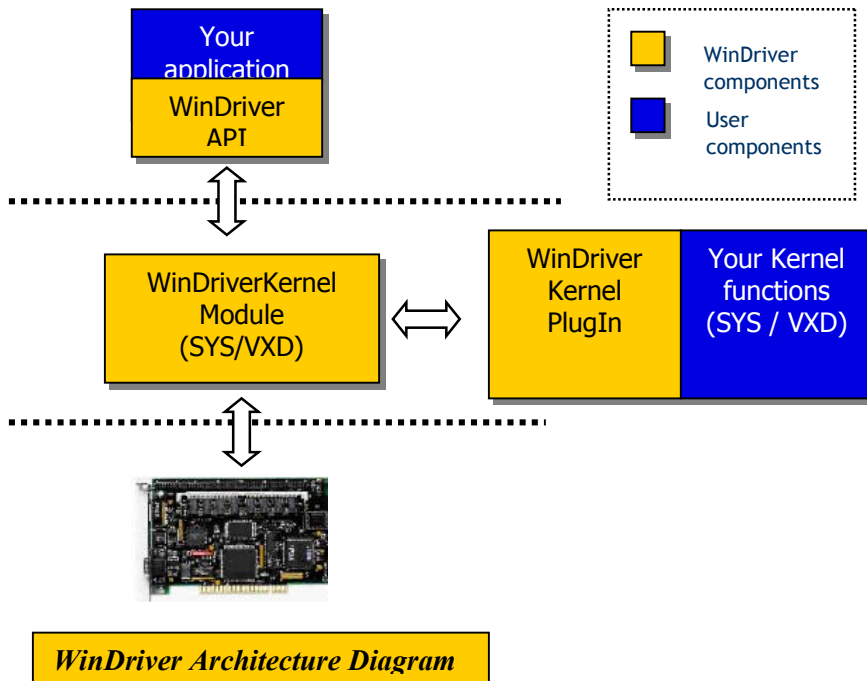 Your
application
WinDriver
API
WinDriver
components
User
components
WinDriverKernel
Module
(SYS/VXD)
WinDriver
Kernel
PlugIn
Your Kernel
functions
(SYS / VXD)
WinDriver Architecture Diagram